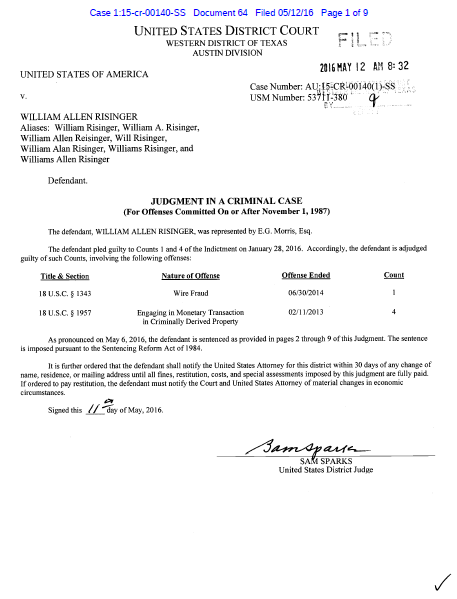 Case 1:15-cr-00140-SS Document 64 Filed 05/12/16 Page 1 of 9
UNITED STATES DISTRICT COURT
WESTERN DISTRICT OF TEXAS
AUSTIN DIVISION
FILED
2016 MAY 12 AM 8:32
UNITED STATES OF AMERICA
Case Number: AU:15-CR-00140(1)-SS
v.
USM Number: 53711-380
BY
WILLIAM ALLEN RISINGER
Aliases: William Risinger, William A. Risinger,
William Allen Reisinger, Will Risinger,
William Alan Risinger, Williams Risinger, and
Williams Allen Risinger
Defendant.
JUDGMENT IN A CRIMINAL CASE
(For Offenses Committed On or After November 1, 1987)
The defendant, WILLIAM ALLEN RISINGER, was represented by E.G. Morris, Esq.
The defendant pled guilty to Counts 1 and 4 of the Indictment on January 28, 2016. Accordingly, the defendant is adjudged
guilty of such Counts, involving the following offenses:
Title & Section Nature of Offense Offense Ended Count
18 U.S.C. § 1343 Wire Fraud 06/30/2014 1
18 U.S.C. § 1957 Engaging in Monetary Transaction 02/11/2013 4
in Criminally Derived Property
As pronounced on May 6, 2016, the defendant is sentenced as provided in pages 2 through 9 of this Judgment. The sentence
is imposed pursuant to the Sentencing Reform Act of 1984.
It is further ordered that the defendant shall notify the United States Attorney for this district within 30 days of any change of
name, residence, or mailing address until all fines, restitution, costs, and special assessments imposed by this judgment are fully paid.
If ordered to pay restitution, the defendant must notify the Court and United States Attorney of material changes in economic
circumstances.
Signed this 11th day of May, 2016.
Sam Sparks
SAM SPARKS
United States District Judge